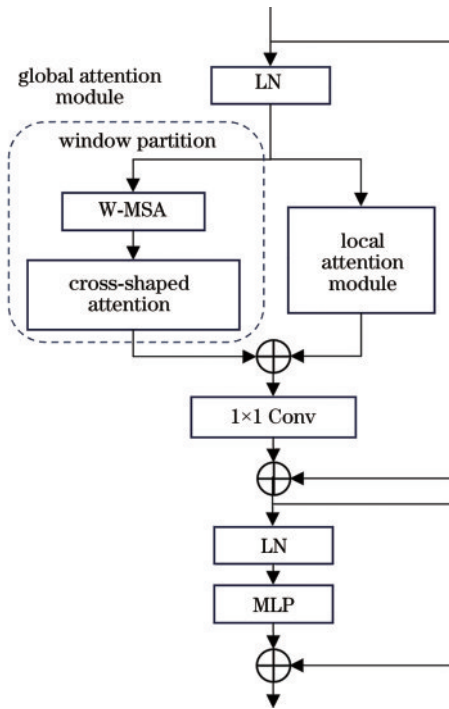 global attention
module
LN
window partition
W-MSA
cross-shaped
attention
local
attention
module
1×1 Conv
LN
MLP